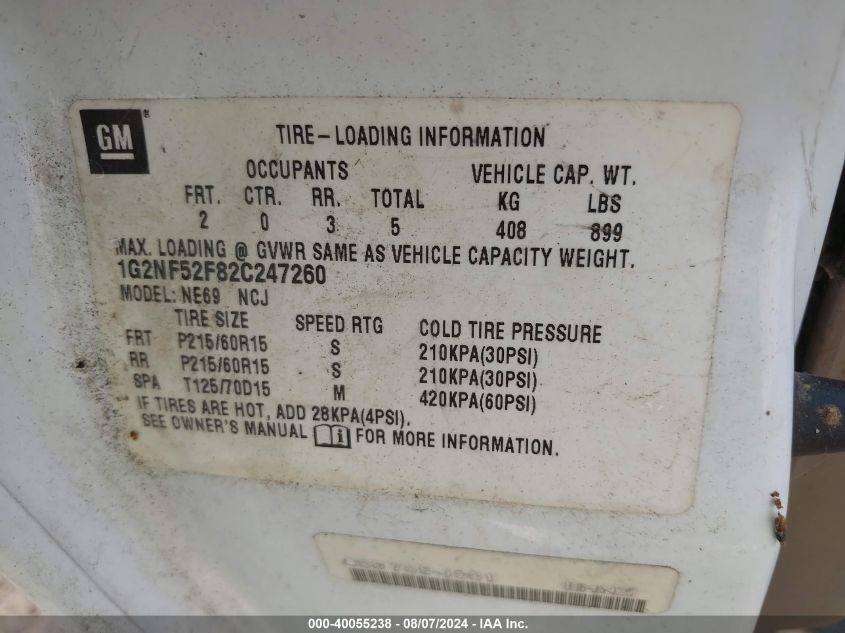 GM ®
TIRE-LOADING INFORMATION
OCCUPANTS VEHICLE CAP. WT.
FRT. CTR. RR. TOTAL KG LBS
2 0 3 5 408 899
MAX. LOADING @ GVWR SAME AS VEHICLE CAPACITY WEIGHT.
1G2NF52F82C247260
MODEL: NE69 NCJ
TIRE SIZE SPEED RTG COLD TIRE PRESSURE
FRT P215/60R15 S 210KPA(30PSI)
RR P215/60R15 S 210KPA(30PSI)
SPA T125/70D15 M 420KPA(60PSI)
IF TIRES ARE HOT, ADD 28KPA(4PSI).
SEE OWNER'S MANUAL i FOR MORE INFORMATION.
000-40055238 - 08/07/2024 - IAA Inc.